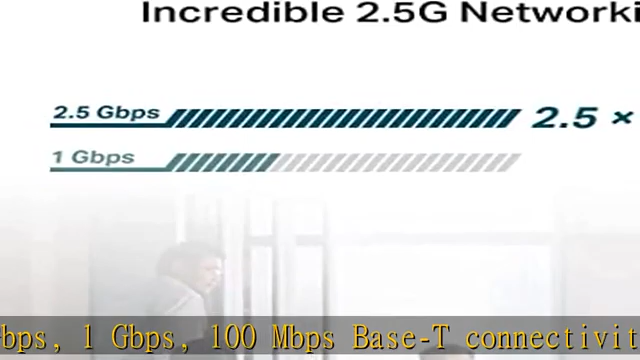 Incredible 2.5G Networki
2.5 Gbps
2.5 ×
1 Gbps
bps, 1 Gbps, 100 Mbps Base-T connectivit